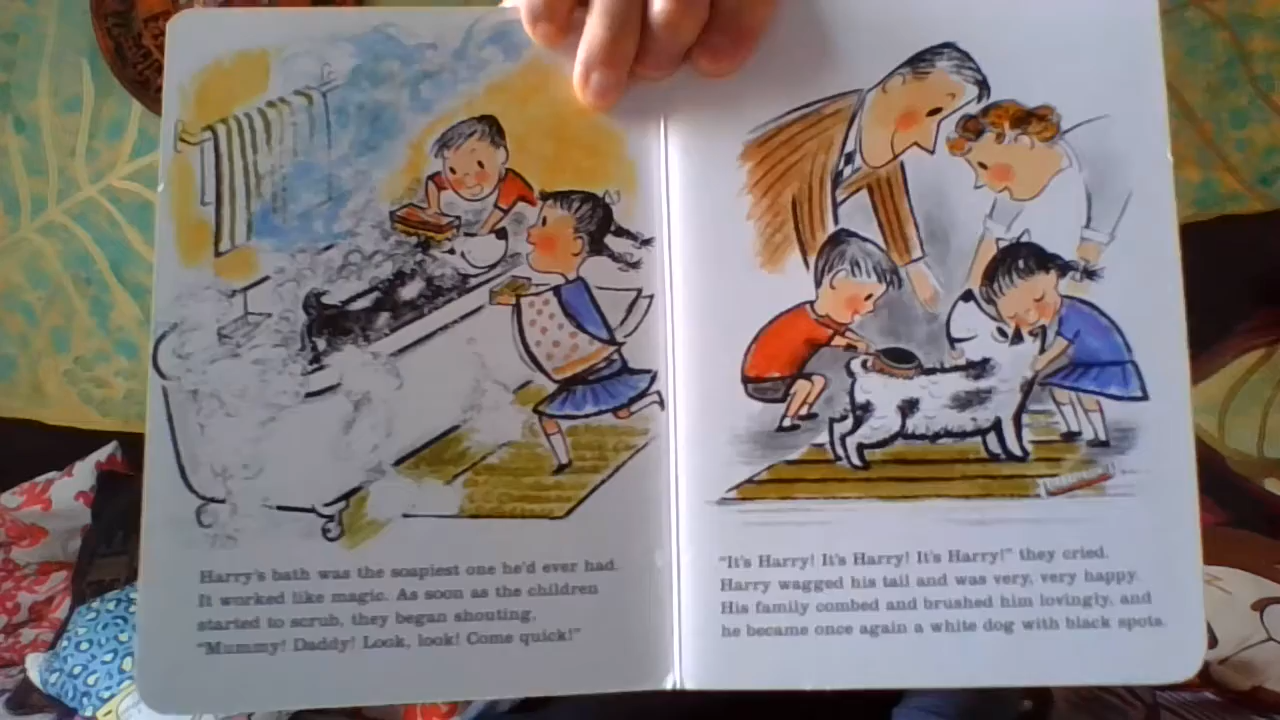 Harry's bath was the soapiest one he'd ever had.
It worked like magic. As soon as the children
started to scrub, they began shouting,
"Mummy! Daddy! Look, look! Come quick!"
"It's Harry! It's Harry! It's Harry!" they cried.
Harry wagged his tail and was very, very happy.
His family combed and brushed him lovingly, and
he became once again a white dog with black spots.